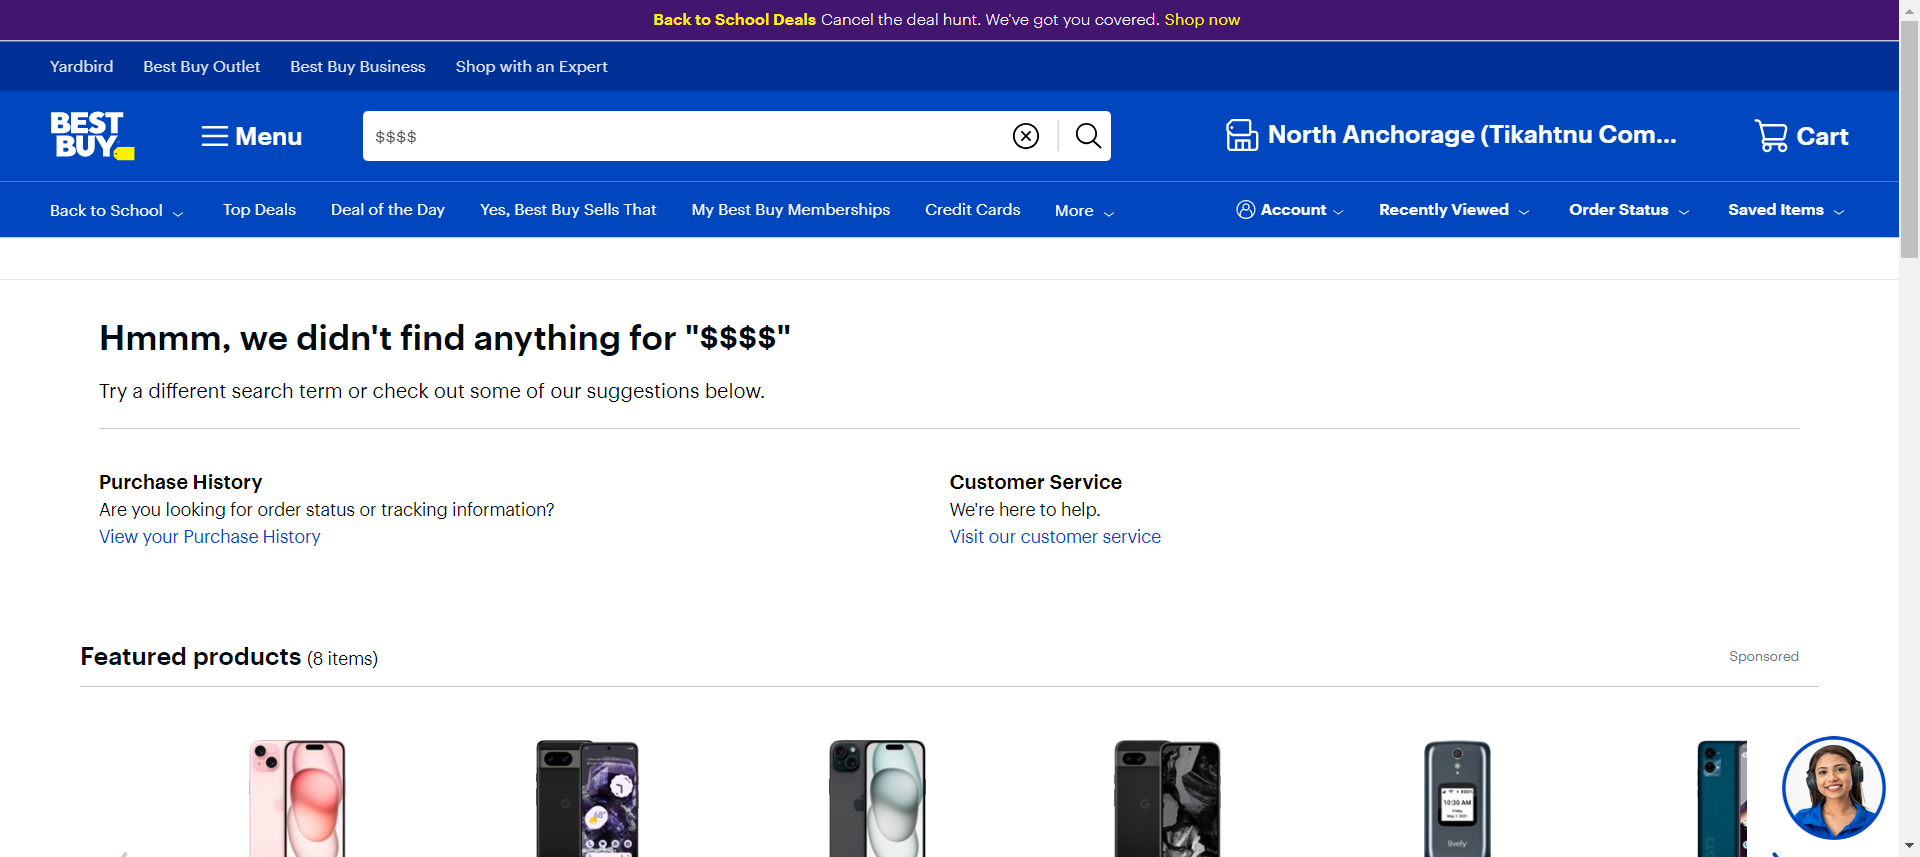 Back to School Deals Cancel the deal hunt. We've got you covered. Shop now
Yardbird Best Buy Outlet Best Buy Business Shop with an Expert
BEST
BUY
Menu
$$$$
North Anchorage (Tikahtnu Com...
Cart
Back to School Top Deals Deal of the Day Yes, Best Buy Sells That My Best Buy Memberships Credit Cards More Account Recently Viewed Order Status Saved Items
Hmmm, we didn't find anything for "$$$$"
Try a different search term or check out some of our suggestions below.
Purchase History
Are you looking for order status or tracking information?
View your Purchase History
Customer Service
We're here to help.
Visit our customer service
Featured products (8 items)
Sponsored
68°
10:30 AM
lively